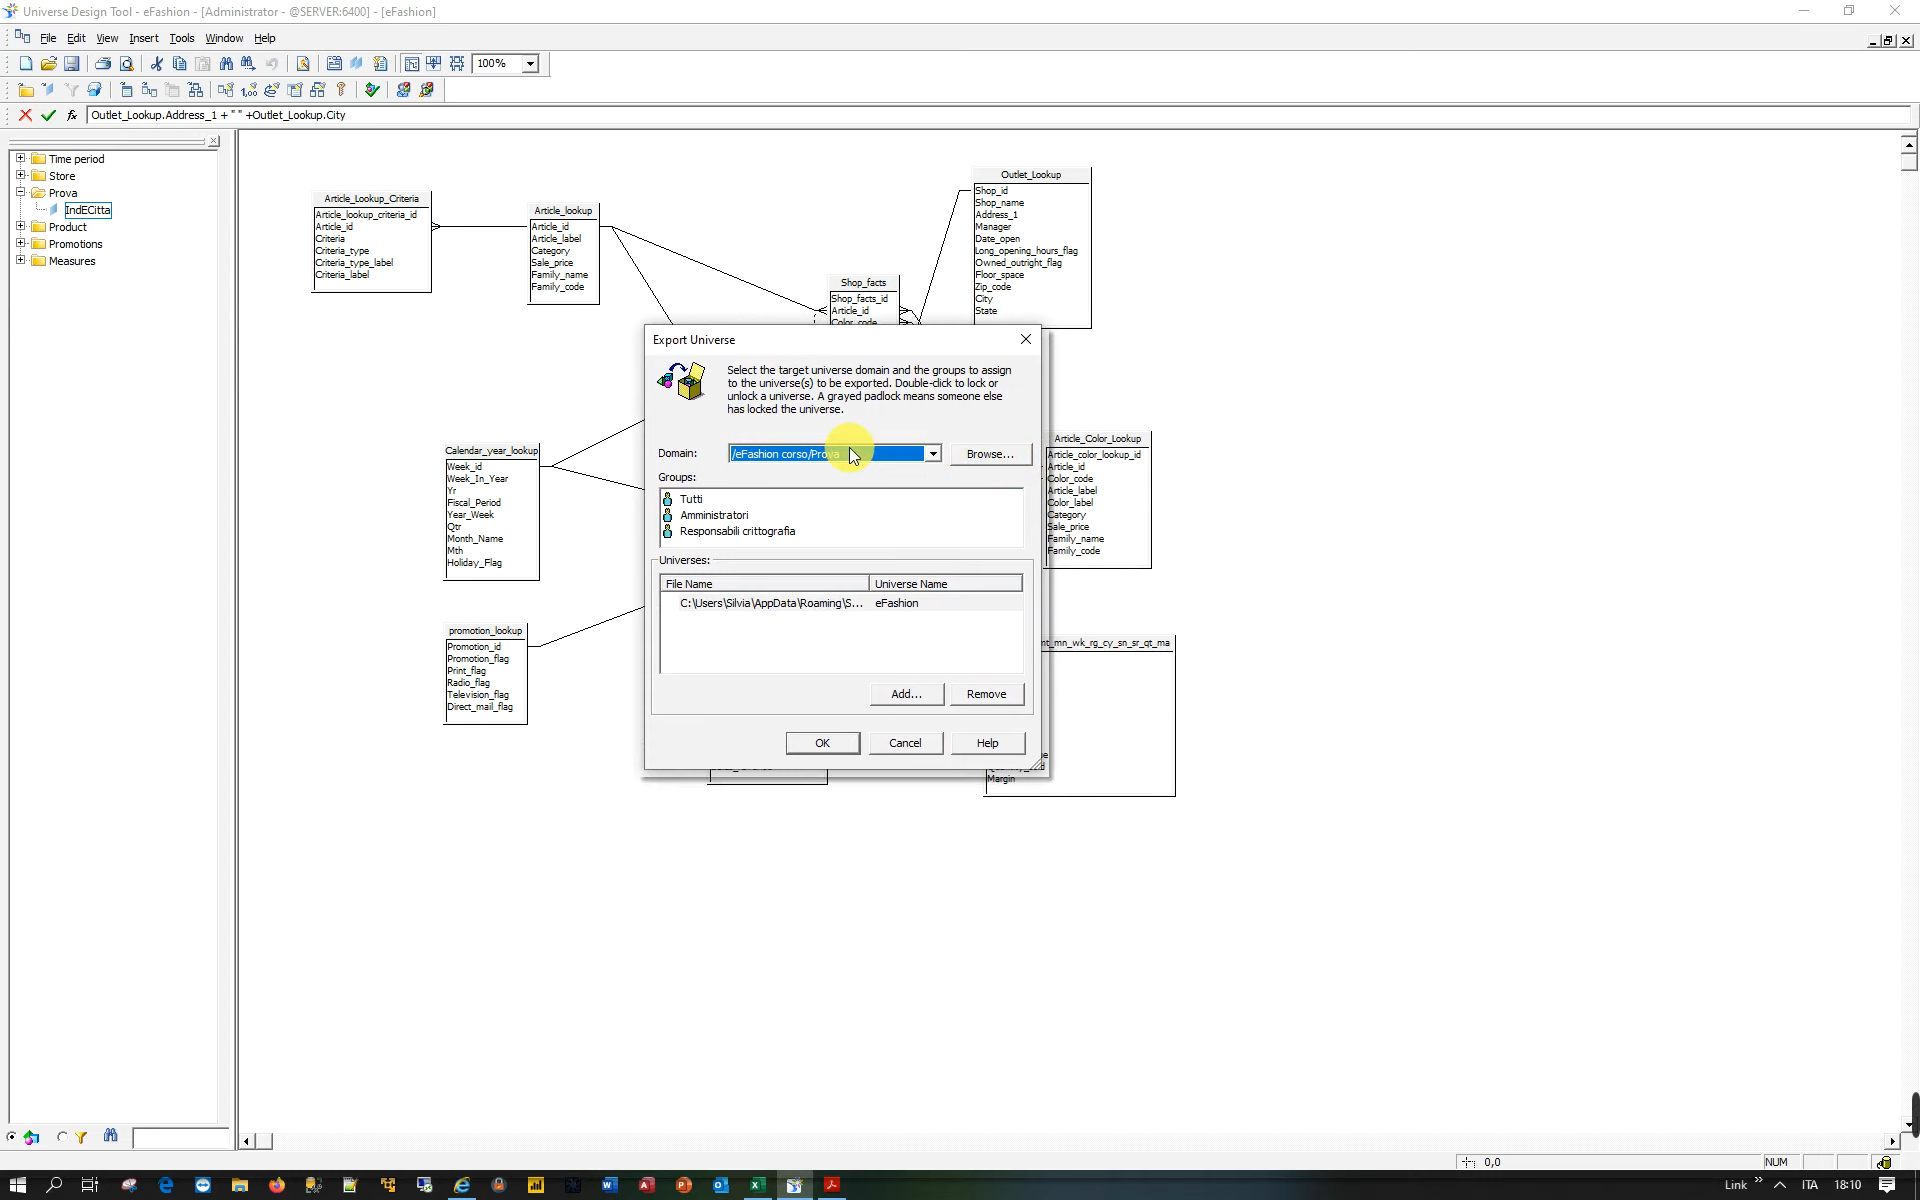 Universe Design Tool - eFashion - [Administrator - @SERVER:6400] - [eFashion]
File Edit View Insert Tools Window Help
100%
Outlet_Lookup.Address_1 + " " +Outlet_Lookup.City
Time period
Store
Prova
IndECitta
Product
Promotions
Measures
Article_Lookup_Criteria
Article_lookup_criteria_id
Article_id
Criteria
Criteria_type
Criteria_type_label
Criteria_label
Article_lookup
Article_id
Article_label
Category
Sale_price
Family_name
Family_code
Shop_facts
Shop_facts_id
Article_id
Color_code
Outlet_Lookup
Shop_id
Shop_name
Address_1
Manager
Date_open
Long_opening_hours_flag
Owned_outright_flag
Floor_space
Zip_code
City
State
Calendar_year_lookup
Week_id
Week_In_Year
Yr
Fiscal_Period
Year_Week
Qtr
Month_Name
Mth
Holiday_Flag
promotion_lookup
Promotion_id
Promotion_flag
Print_flag
Radio_flag
Television_flag
Direct_mail_flag
Export Universe
Select the target universe domain and the groups to assign
to the universe(s) to be exported. Double-click to lock or
unlock a universe. A grayed padlock means someone else
has locked the universe.
Domain: /eFashion corso/Prova Browse...
Groups:
Tutti
Amministratori
Responsabili crittografia
Universes:
File Name Universe Name
C:\Users\Silvia\AppData\Roaming\S... eFashion
Add... Remove
OK Cancel Help
Article_Color_Lookup
Article_color_lookup_id
Article_id
Color_code
Article_label
Color_label
Category
Sale_price
Family_name
Family_code
mt_mn_wk_rg_cy_sn_sr_qt_ma
Margin
0,0 NUM
Link ITA 18:10